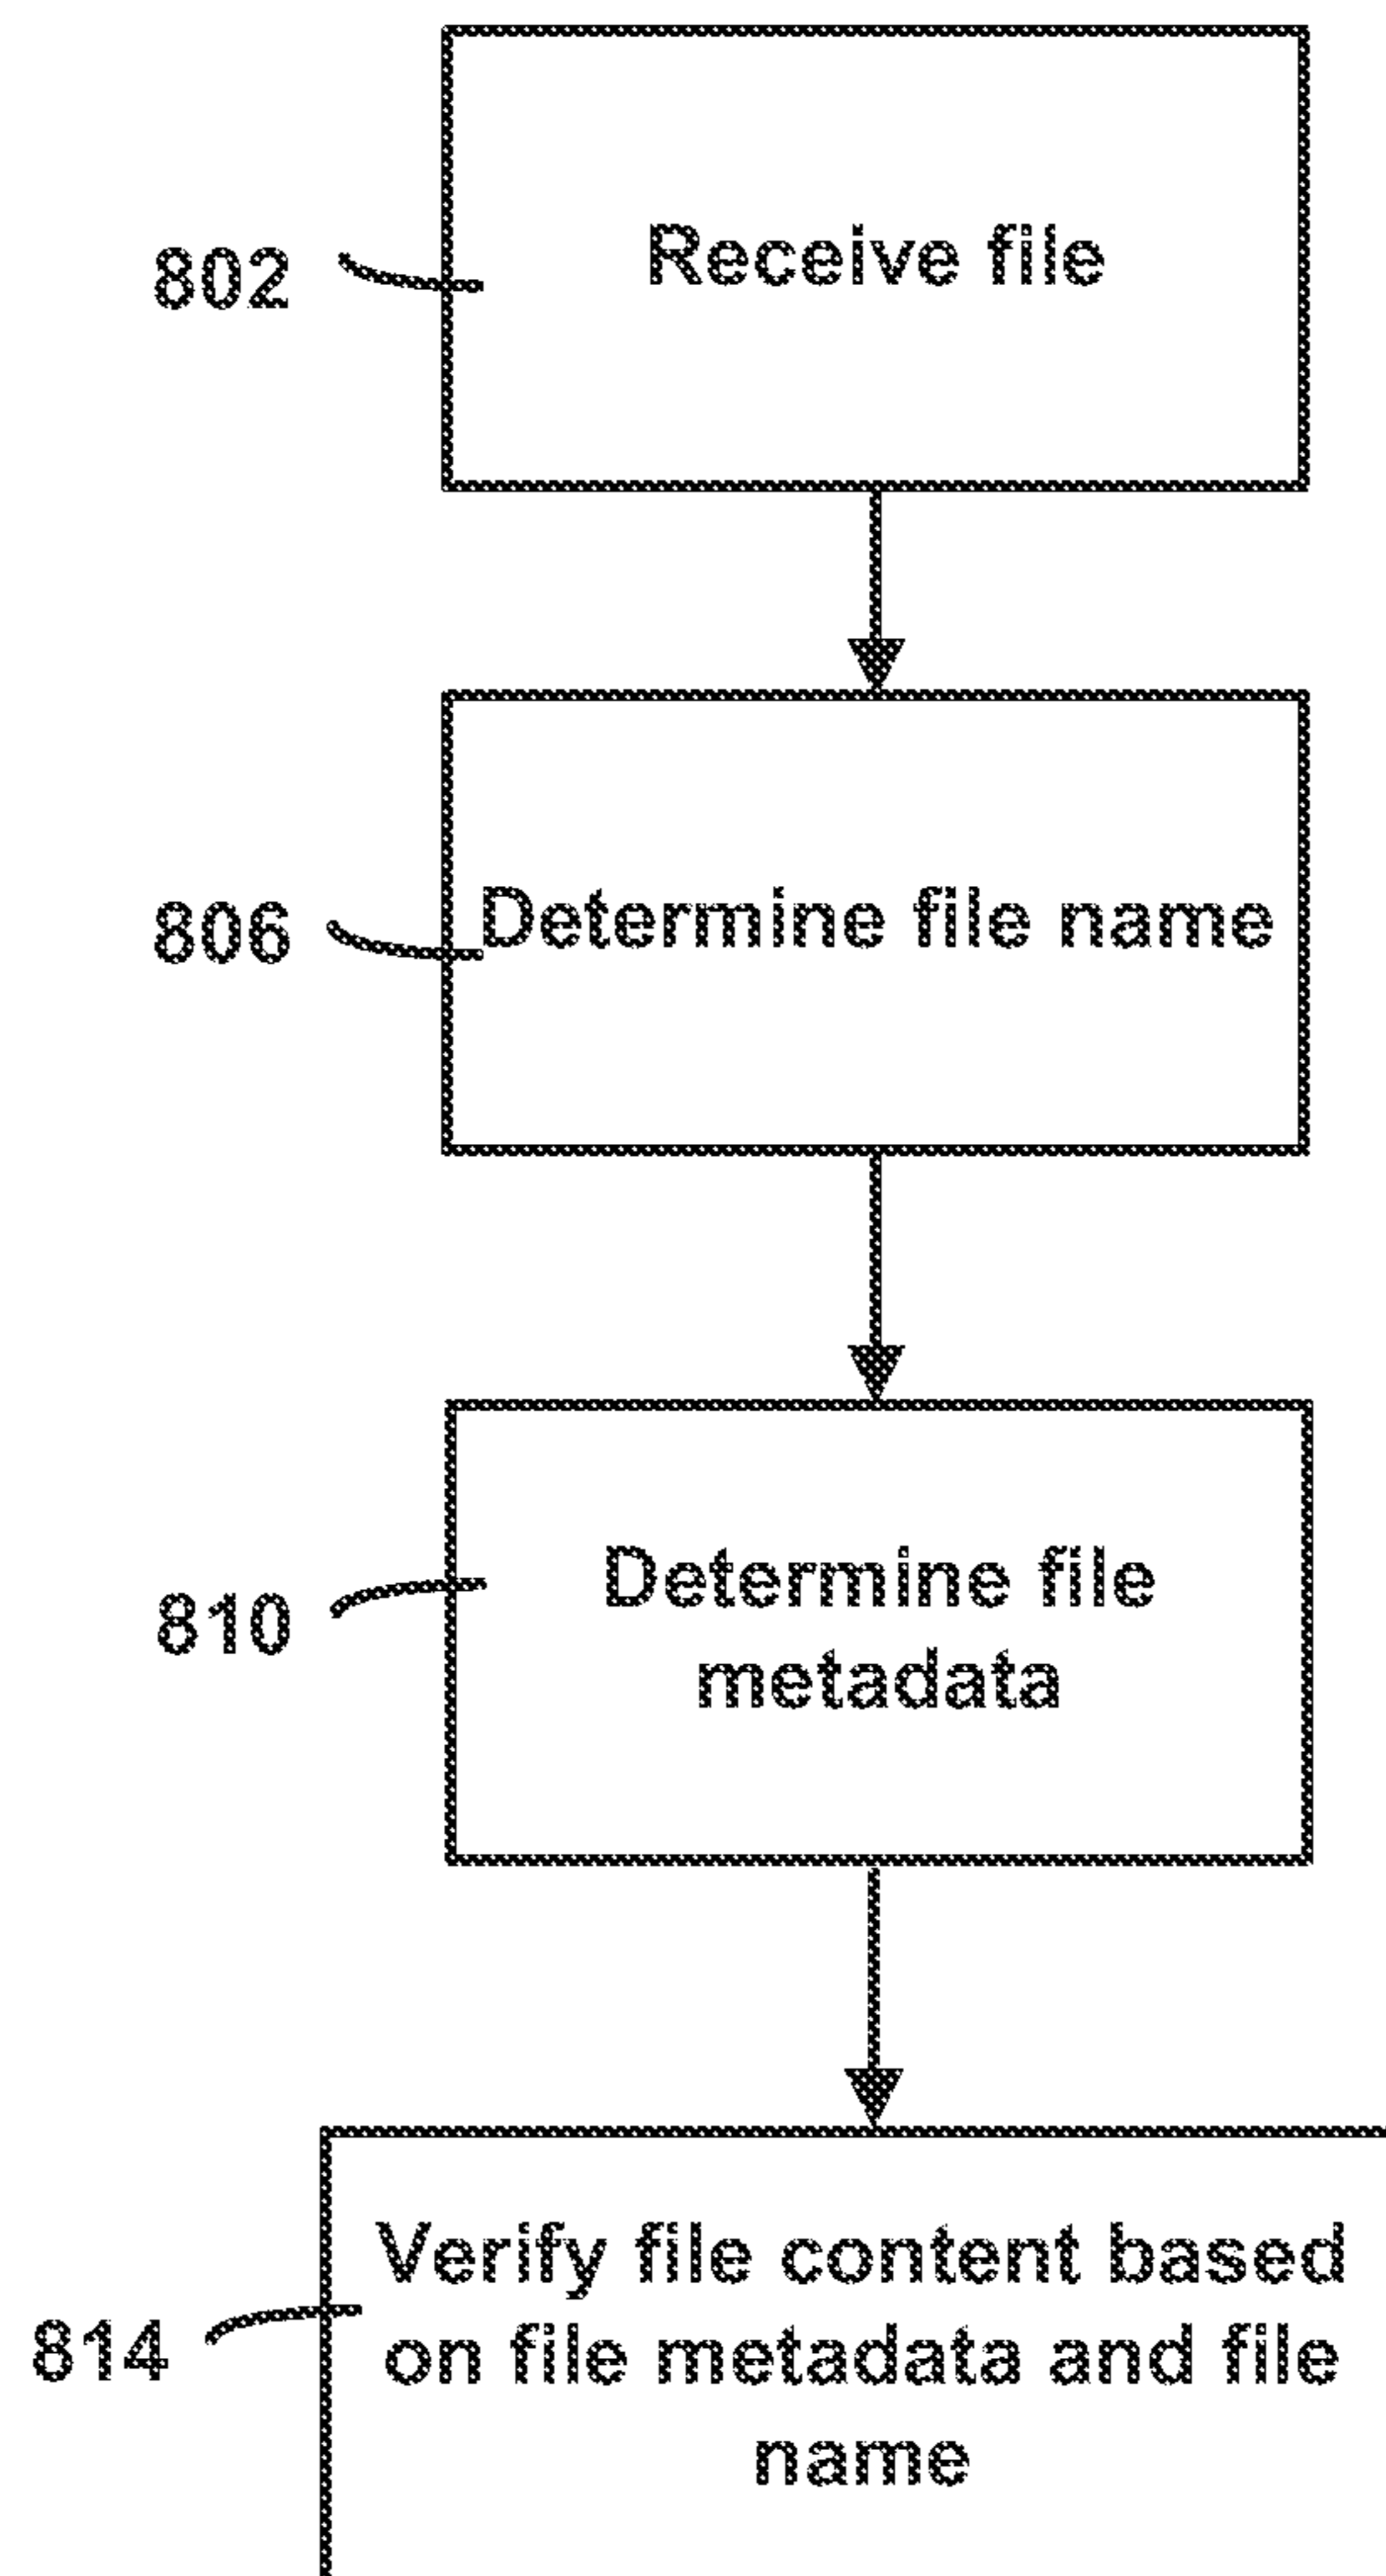 802
Receive file
806
Determine file name
810
Determine file
metadata
814
Verify file content based
on file metadata and file
name